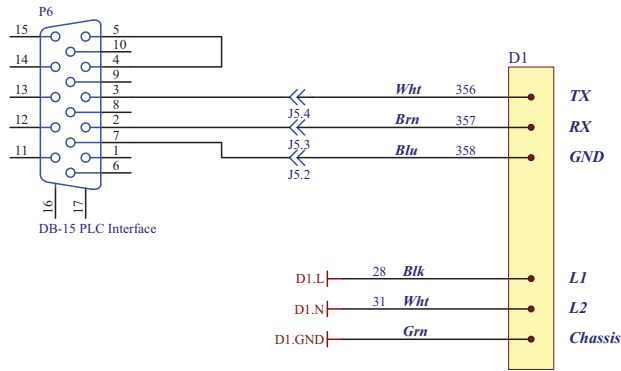 P6
15
5
10
14
4
9
D1
13
3
Wht 356
TX
8
J5.4
12
2
Brn 357
RX
7
J5.3
11
1
Blu 358
GND
6
J5.2
16
17
DB-15 PLC Interface
D1.L 28 Blk L1
D1.N 31 Wht L2
D1.GND Grn Chassis